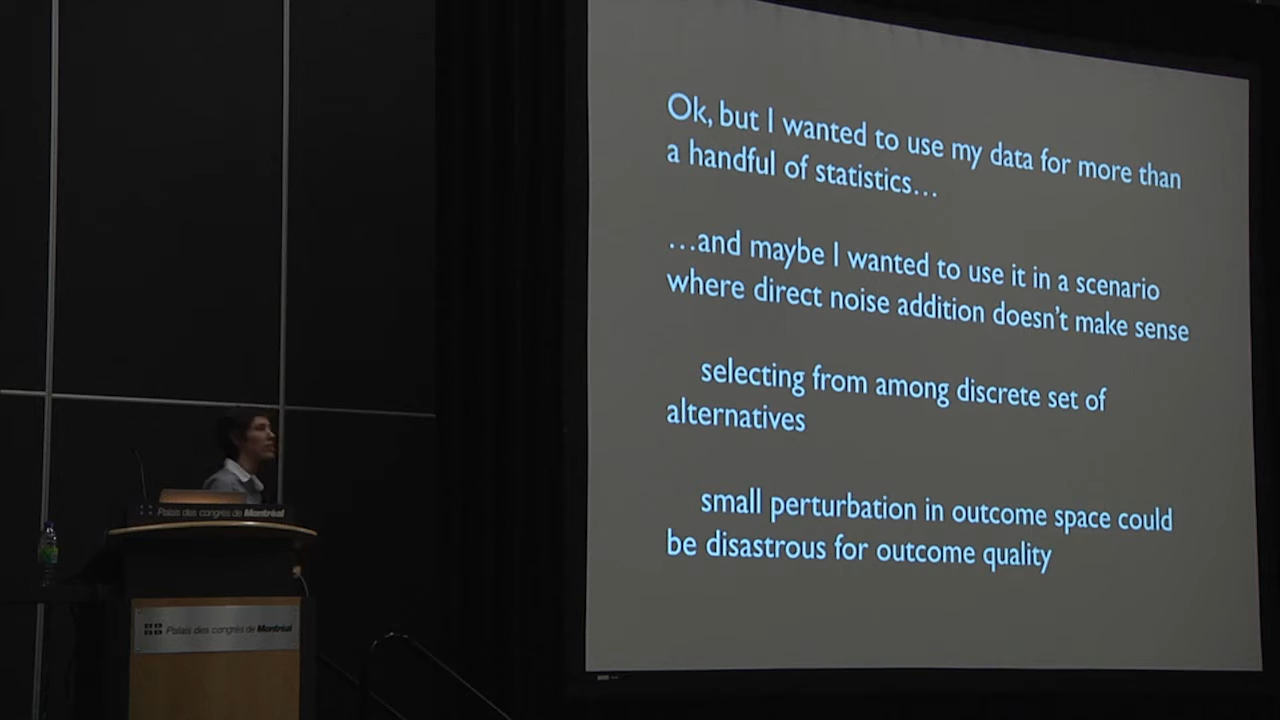 Ok, but I wanted to use my data for more than
a handful of statistics…
…and maybe I wanted to use it in a scenario
where direct noise addition doesn't make sense
selecting from among discrete set of
alternatives
small perturbation in outcome space could
be disastrous for outcome quality
Palais des congrès de Montréal
Palais des congrès de Montréal